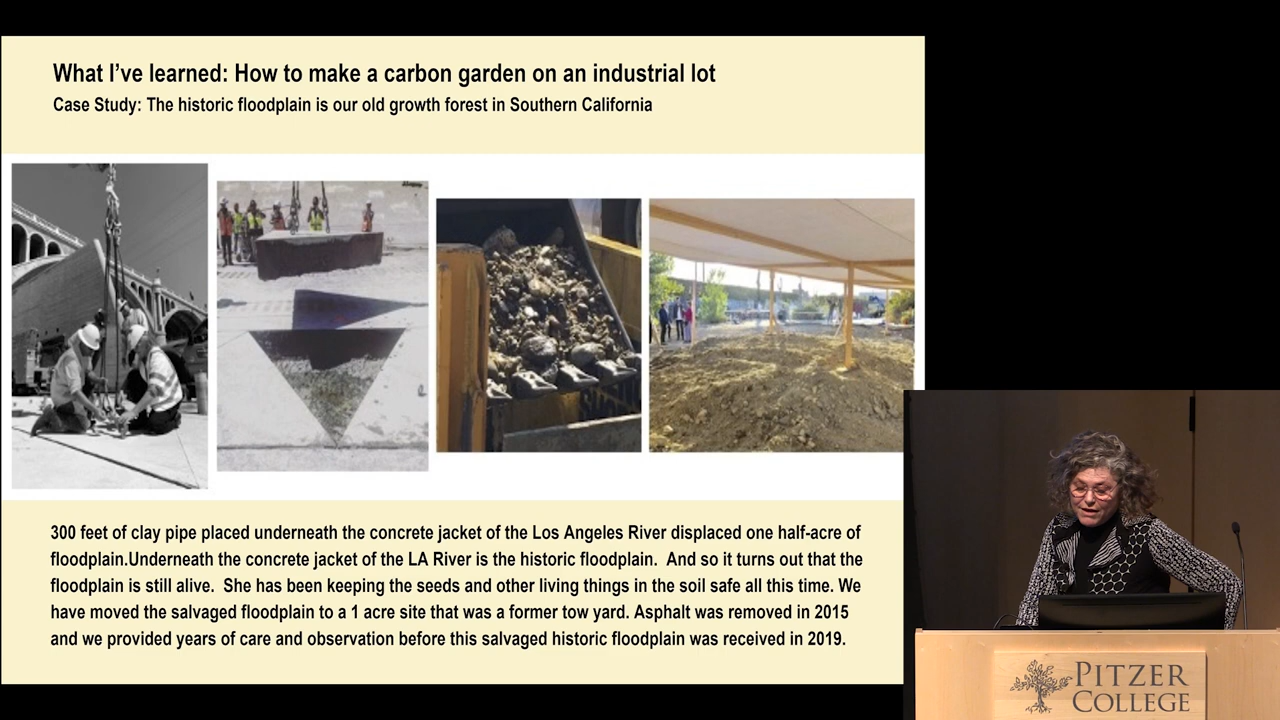 What I've learned: How to make a carbon garden on an industrial lot
Case Study: The historic floodplain is our old growth forest in Southern California
300 feet of clay pipe placed underneath the concrete jacket of the Los Angeles River displaced one half-acre of
floodplain.Underneath the concrete jacket of the LA River is the historic floodplain.  And so it turns out that the
floodplain is still alive.  She has been keeping the seeds and other living things in the soil safe all this time. We
have moved the salvaged floodplain to a 1 acre site that was a former tow yard. Asphalt was removed in 2015
and we provided years of care and observation before this salvaged historic floodplain was received in 2019.
PITZER
COLLEGE